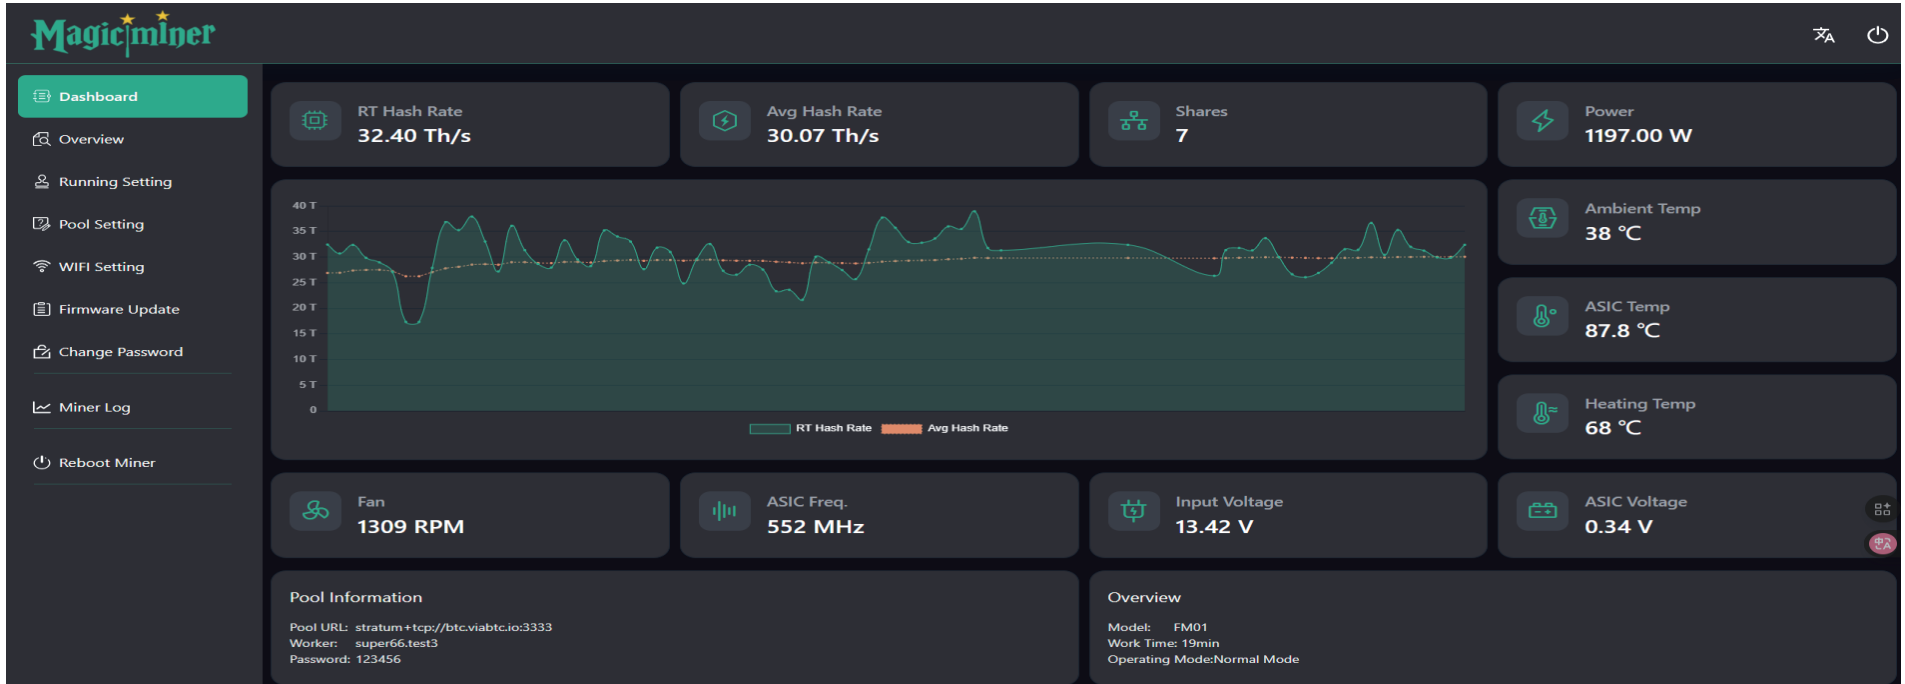 Magicminer
Dashboard
Overview
Running Setting
Pool Setting
WIFI Setting
Firmware Update
Change Password
Miner Log
Reboot Miner
RT Hash Rate
32.40 Th/s
Avg Hash Rate
30.07 Th/s
Shares
7
Power
1197.00 W
40 T
35 T
30 T
25 T
20 T
15 T
10 T
5 T
0
RT Hash Rate
Avg Hash Rate
Ambient Temp
38 ℃
ASIC Temp
87.8 ℃
Heating Temp
68 ℃
Fan
1309 RPM
ASIC Freq.
552 MHz
Input Voltage
13.42 V
ASIC Voltage
0.34 V
Pool Information
Pool URL: stratum+tcp://btc.viabtc.io:3333
Worker: super66.test3
Password: 123456
Overview
Model: FM01
Work Time: 19min
Operating Mode:Normal Mode